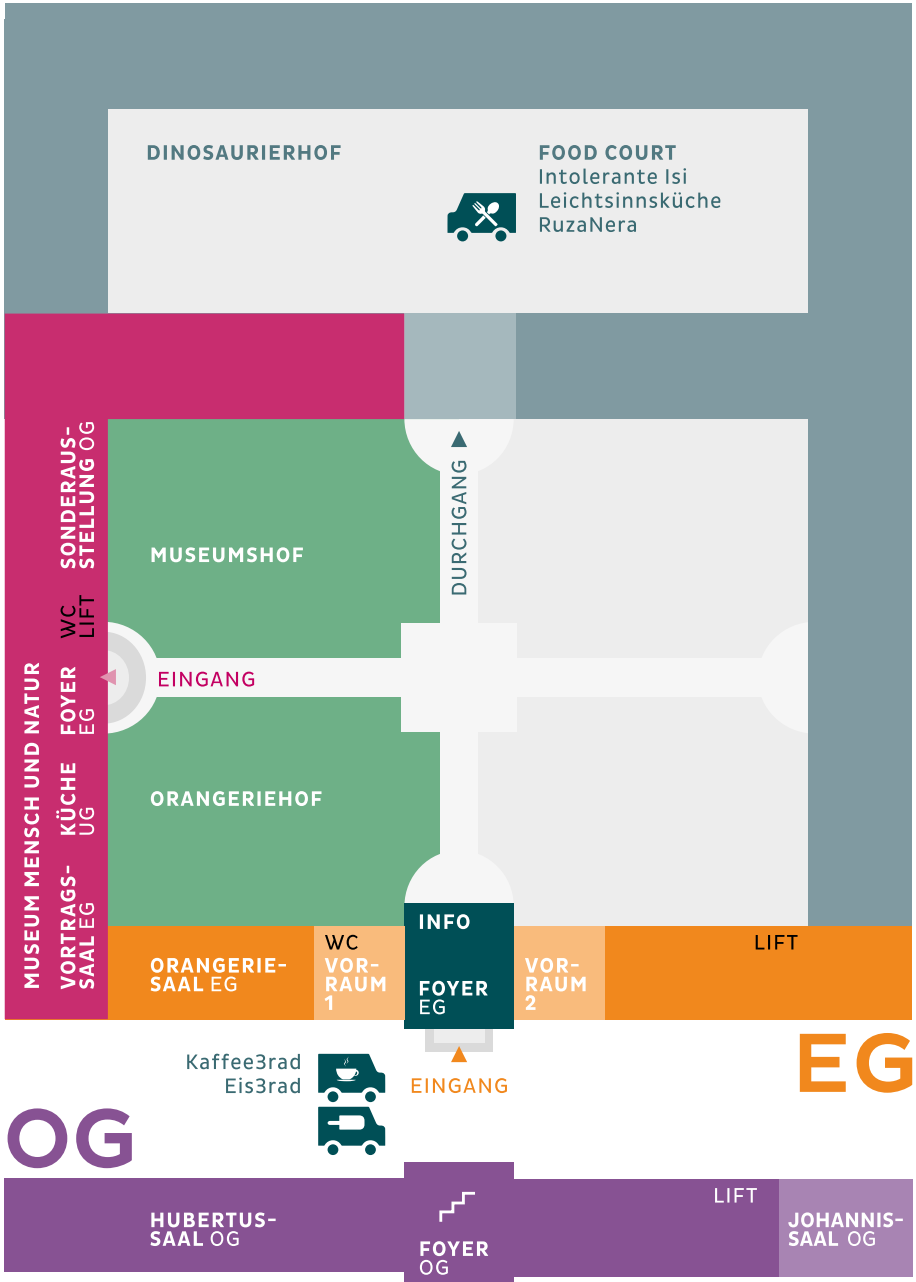 DINOSAURIERHOF
FOOD COURT
Intolerante Isi
Leichtsinnsküche
RuzaNera
SONDERAUS-
STELLUNG OG
DURCHGANG
MUSEUMSHOF
WC
LIFT
EINGANG
MUSEUM MENSCH UND NATUR
FOYER
EG
KÜCHE
UG
VORTRAGS-
SAAL EG
ORANGERIEHOF
INFO
FOYER
EG
ORANGERIE-
SAAL EG
WC
VOR-
RAUM
1
VOR-
RAUM
2
LIFT
Kaffee3rad
Eis3rad
EINGANG
EG
OG
HUBERTUS-
SAAL OG
FOYER
OG
LIFT
JOHANNIS-
SAAL OG